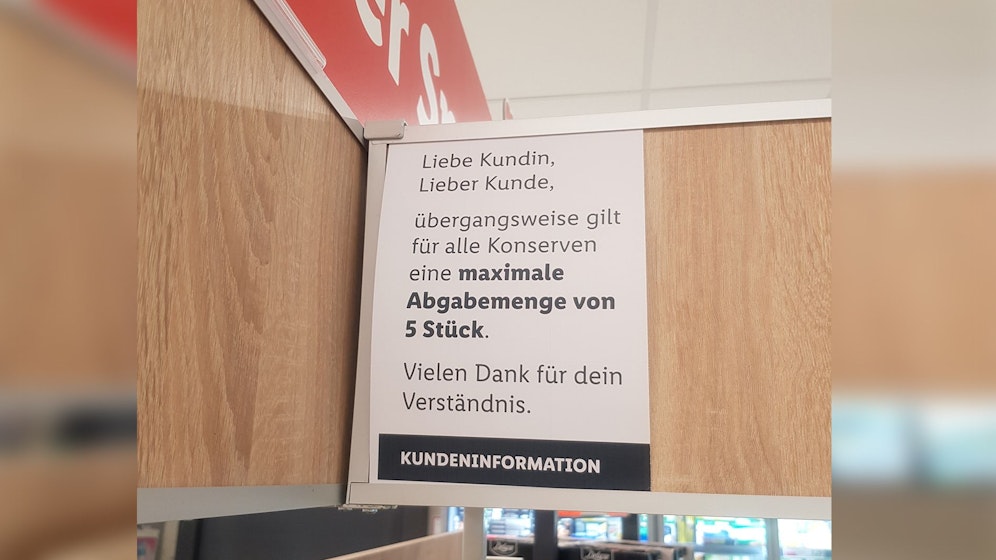 er S
Liebe Kundin,
Lieber Kunde,
übergangsweise gilt
für alle Konserven
eine maximale
Abgabemenge von
5 Stück.
Vielen Dank für dein
Verständnis.
KUNDENINFORMATION